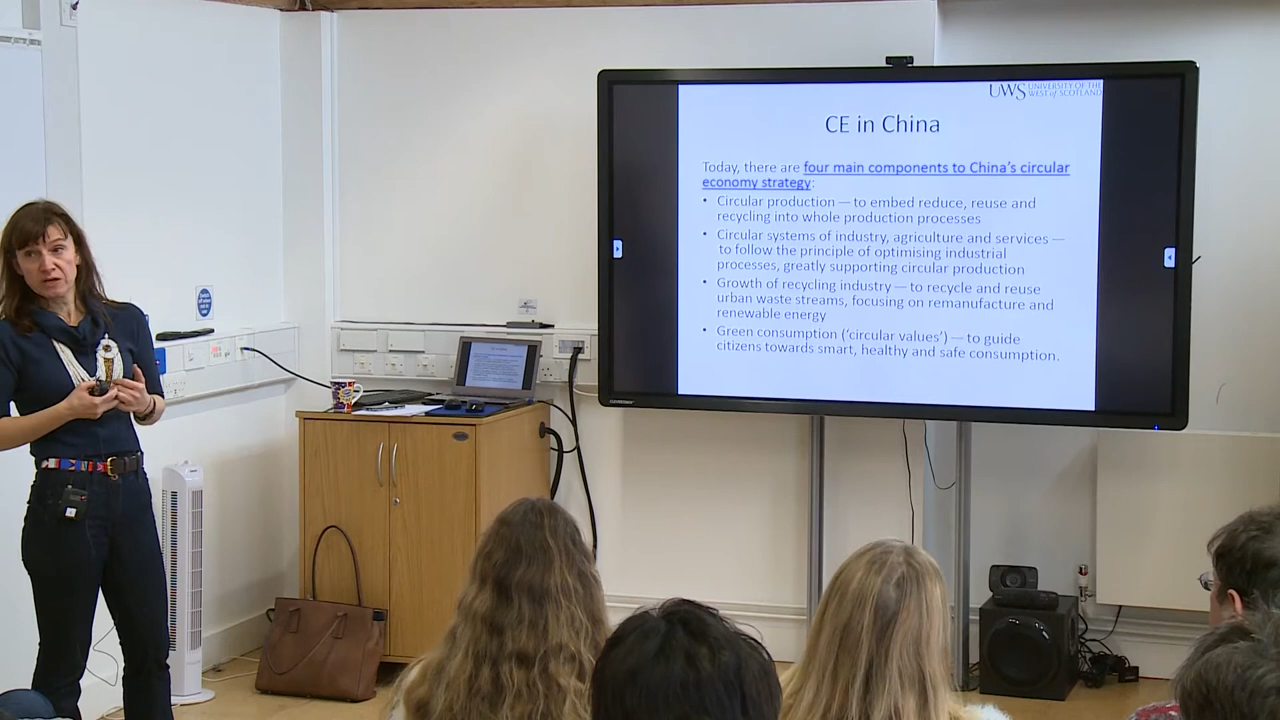 UWS UNIVERSITY OF THE
WEST of SCOTLAND
CE in China
Today, there are four main components to China's circular
economy strategy:
• Circular production — to embed reduce, reuse and
recycling into whole production processes
• Circular systems of industry, agriculture and services —
to follow the principle of optimising industrial
processes, greatly supporting circular production
• Growth of recycling industry — to recycle and reuse
urban waste streams, focusing on remanufacture and
renewable energy
• Green consumption ('circular values') — to guide
citizens towards smart, healthy and safe consumption.